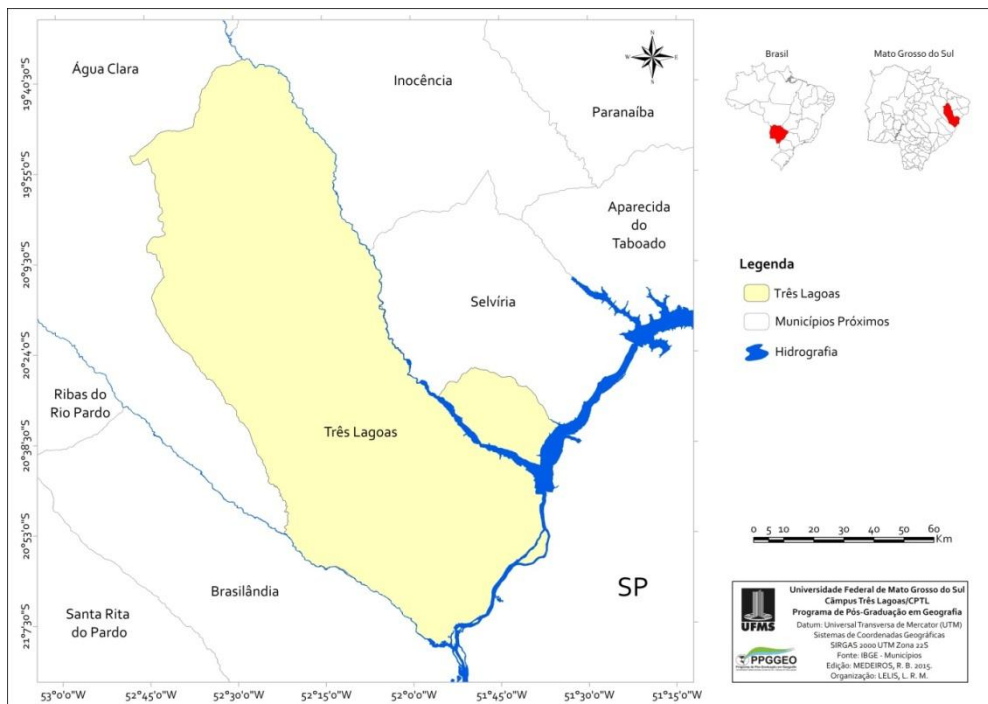 Água Clara
Inocência
Paranaíba
Aparecida
do
Taboado
Selvíria
Ribas do
Rio Pardo
Três Lagoas
Brasilândia
Santa Rita
do Pardo
SP
N
W
E
S
19°40'30"S
19°55'S
20°9'30"S
20°24'0"S
20°38'30"S
20°53'0"S
21°7'30"S
53°0'0"W
52°45'0"W
52°30'0"W
52°15'0"W
52°0'0"W
51°45'0"W
51°30'0"W
51°15'0"W
Brasil
Mato Grosso do Sul
Legenda
Três Lagoas
Municípios Próximos
Hidrografia
0 5 10 20 30 40 50 60
Km
UFMS
PPGGEO
Universidade Federal de Mato Grosso do Sul
Câmpus Três Lagoas/CPTL
Programa de Pós-Graduação em Geografia
Datum: Universal Transversa de Mercator (UTM)
Sistemas de Coordenadas Geográficas
SIRGAS 2000 UTM Zona 22S
Fonte: IBGE - Municípios
Edição: MEDEIROS, R. B. 2015.
Organização: LELIS, L. R. M.